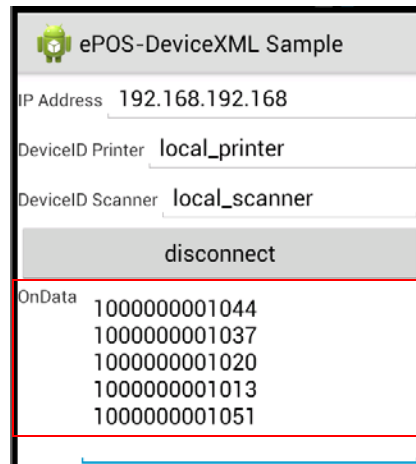 ePOS-DeviceXML Sample
IP Address 192.168.192.168
DeviceID Printer local_printer
DeviceID Scanner local_scanner
disconnect
OnData
1000000001044
1000000001037
1000000001020
1000000001013
1000000001051